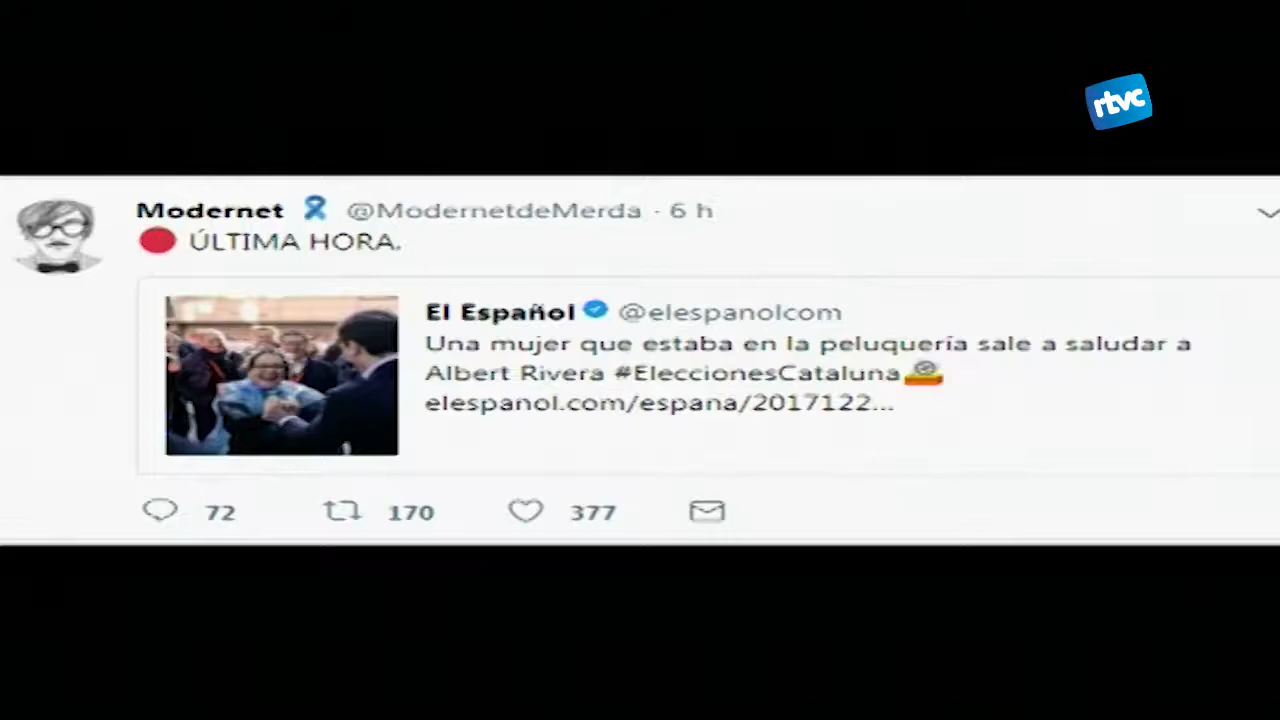 rtvc
Modernet @ModernetdeMerda · 6 h
ÚLTIMA HORA.
El Español @elespanolcom
Una mujer que estaba en la peluquería sale a saludar a
Albert Rivera #EleccionesCataluna
elespanol.com/espana/2017122...
72 170 377